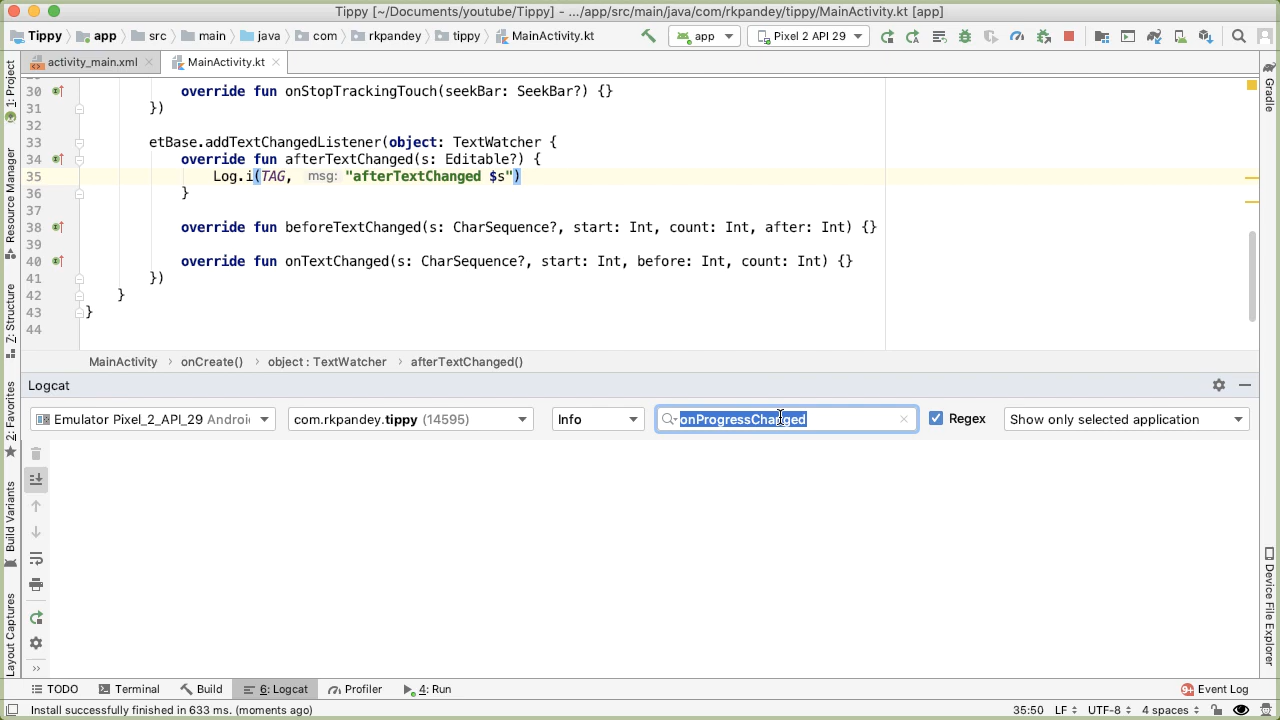 Tippy [~/Documents/youtube/Tippy] - .../app/src/main/java/com/rkpandey/tippy/MainActivity.kt [app]
Tippy app src main java com rkpandey tippy MainActivity.kt app Pixel 2 API 29
activity_main.xml MainActivity.kt
30 override fun onStopTrackingTouch(seekBar: SeekBar?) {}
31 })
32
33 etBase.addTextChangedListener(object: TextWatcher {
34 override fun afterTextChanged(s: Editable?) {
35 Log.i(TAG, msg: "afterTextChanged $s")
36 }
37
38 override fun beforeTextChanged(s: CharSequence?, start: Int, count: Int, after: Int) {}
39
40 override fun onTextChanged(s: CharSequence?, start: Int, before: Int, count: Int) {}
41 })
42 }
43 }
44
MainActivity › onCreate() › object : TextWatcher › afterTextChanged()
Logcat
Emulator Pixel_2_API_29 Androi com.rkpandey.tippy (14595) Info onProgressChanged Regex Show only selected application
1: Project
Resource Manager
Z: Structure
2: Favorites
Build Variants
Layout Captures
Gradle
Device File Explorer
TODO Terminal Build 6: Logcat Profiler 4: Run 9+ Event Log
Install successfully finished in 633 ms. (moments ago) 35:50 LF UTF-8 4 spaces